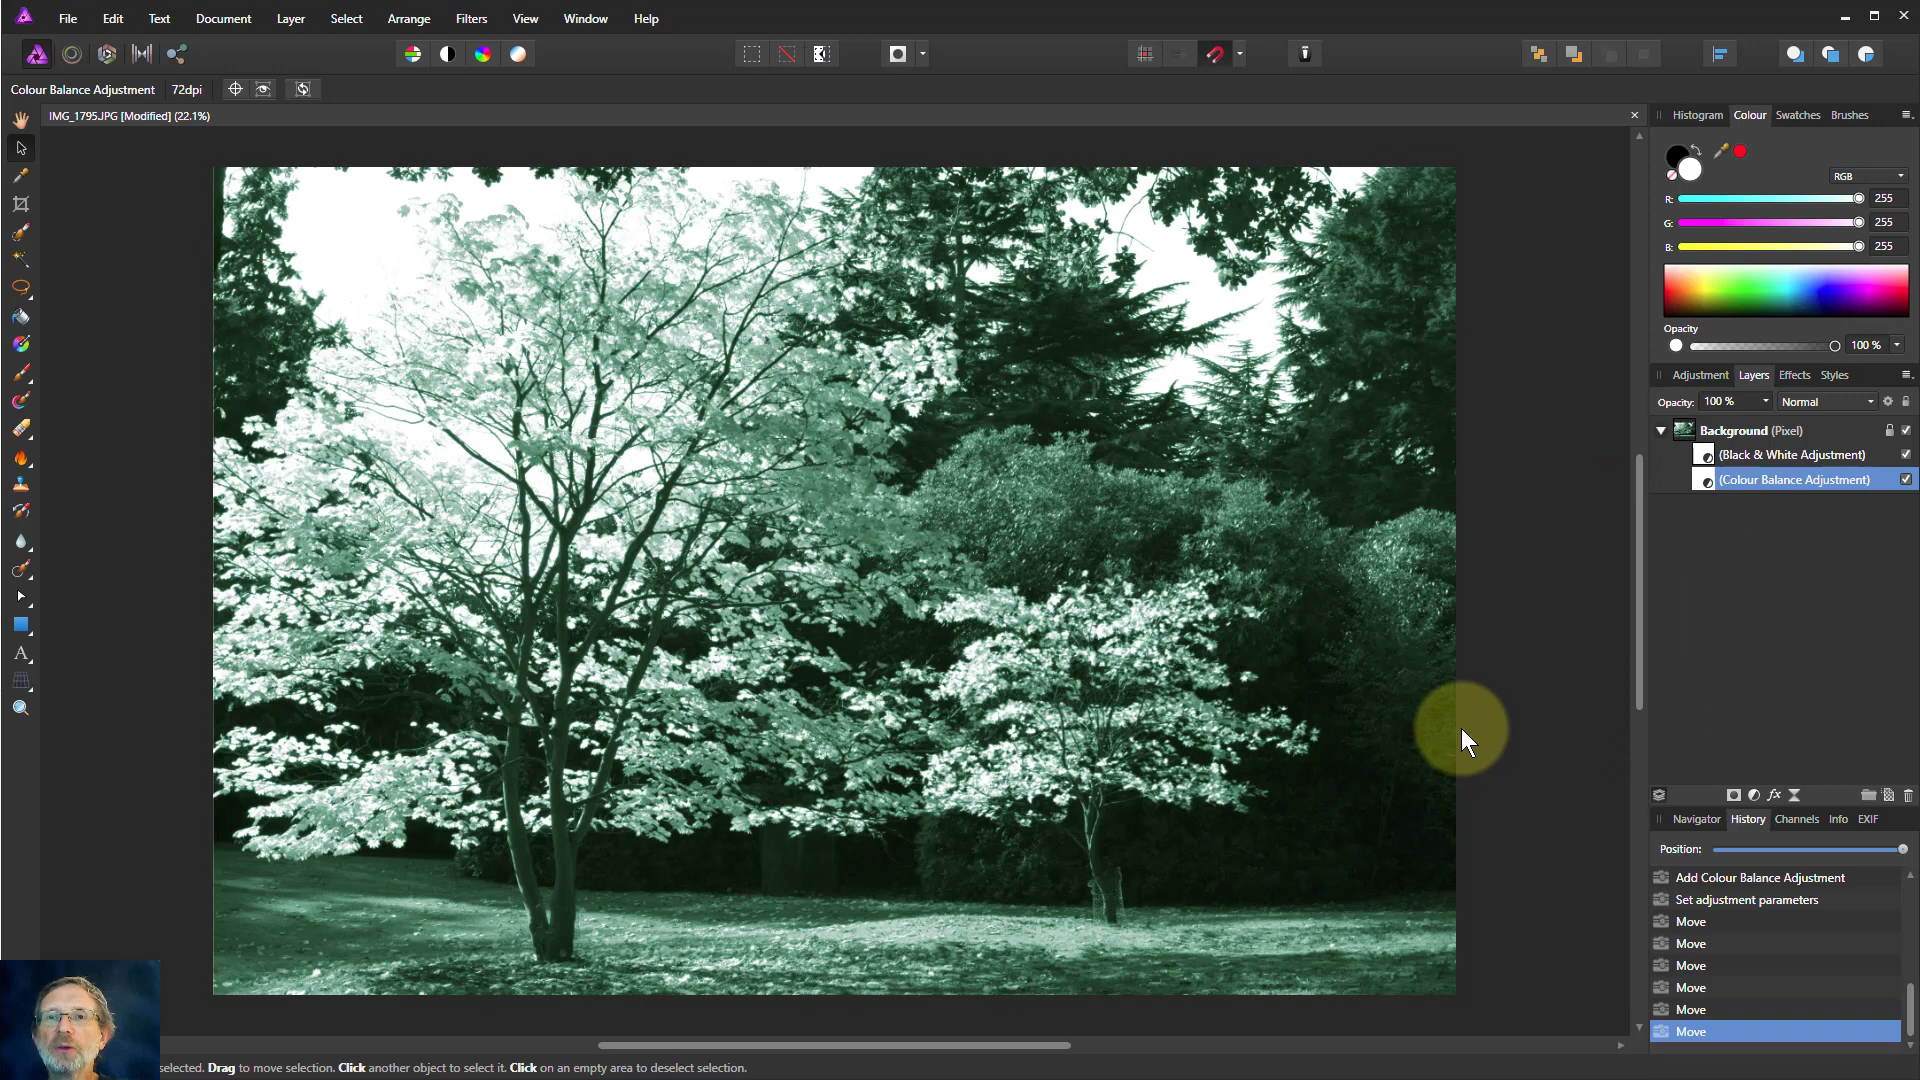 File Edit Text Document Layer Select Arrange Filters View Window Help
Colour Balance Adjustment 72dpi
IMG_1795.JPG [Modified] (22.1%)
Histogram Colour Swatches Brushes
RGB
R: 255
G: 255
B: 255
Opacity
100 %
Adjustment Layers Effects Styles
Opacity: 100 % Normal
Background (Pixel)
(Black & White Adjustment)
(Colour Balance Adjustment)
fx
Navigator History Channels Info EXIF
Position:
Add Colour Balance Adjustment
Set adjustment parameters
Move
Move
Move
Move
Move
Move
selected. Drag to move selection. Click another object to select it. Click on an empty area to deselect selection.